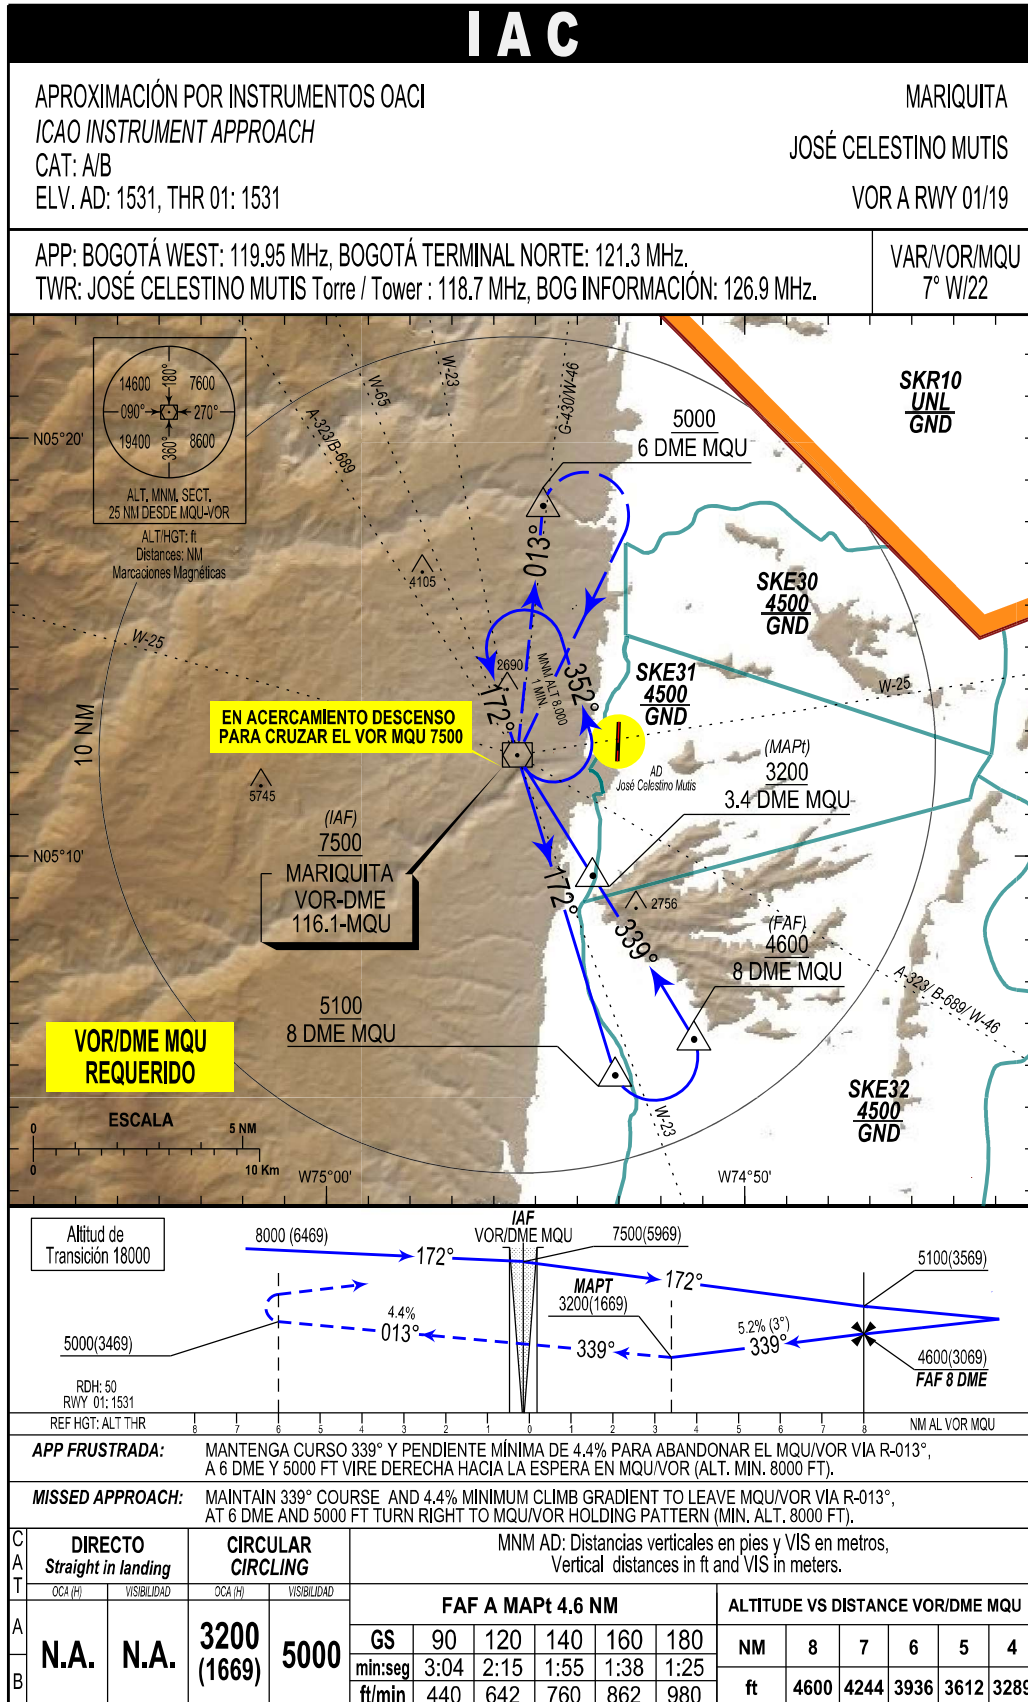 IAC
APROXIMACIÓN POR INSTRUMENTOS OACI
ICAO INSTRUMENT APPROACH
CAT: A/B
ELV. AD: 1531, THR 01: 1531
MARIQUITA
JOSÉ CELESTINO MUTIS
VOR A RWY 01/19
APP: BOGOTÁ WEST: 119.95 MHz, BOGOTÁ TERMINAL NORTE: 121.3 MHz.
TWR: JOSÉ CELESTINO MUTIS Torre / Tower : 118.7 MHz, BOG INFORMACIÓN: 126.9 MHz.
VAR/VOR/MQU
7° W/22
14600 180° 7600
090° 270°
19400 360° 8600
ALT. MNM. SECT.
25 NM DESDE MQU-VOR
ALT/HGT: ft
Distances: NM
Marcaciones Magnéticas
N05°20'
A-323/B-689
W-65
W-23
G-430/W-46
5000
6 DME MQU
SKR10
UNL
GND
013°
4105
SKE30
4500
GND
W-25
2690
MNM ALT 8.000
1 MIN.
352°
172°
SKE31
4500
GND
W-25
10 NM
EN ACERCAMIENTO DESCENSO
PARA CRUZAR EL VOR MQU 7500
AD
José Celestino Mutis
(MAPt)
3200
3.4 DME MQU
5745
(IAF)
7500
MARIQUITA
VOR-DME
116.1-MQU
N05°10'
172°
2756
339°
(FAF)
4600
8 DME MQU
A-323/ B-689/ W-46
5100
8 DME MQU
VOR/DME MQU
REQUERIDO
SKE32
4500
GND
W-23
ESCALA
0 5 NM
0 10 Km
W75°00'
W74°50'
Altitud de
Transición 18000
8000 (6469)
172°
IAF
VOR/DME MQU
7500(5969)
172°
5100(3569)
MAPT
3200(1669)
4.4%
013°
339°
5.2% (3°)
339°
5000(3469)
4600(3069)
FAF 8 DME
RDH: 50
RWY 01: 1531
REF HGT: ALT THR
8 7 6 5 4 3 2 1 0 1 2 3 4 5 6 7 8
NM AL VOR MQU
APP FRUSTRADA: MANTENGA CURSO 339° Y PENDIENTE MÍNIMA DE 4.4% PARA ABANDONAR EL MQU/VOR VIA R-013°,
A 6 DME Y 5000 FT VIRE DERECHA HACIA LA ESPERA EN MQU/VOR (ALT. MIN. 8000 FT).
MISSED APPROACH: MAINTAIN 339° COURSE AND 4.4% MINIMUM CLIMB GRADIENT TO LEAVE MQU/VOR VIA R-013°,
AT 6 DME AND 5000 FT TURN RIGHT TO MQU/VOR HOLDING PATTERN (MIN. ALT. 8000 FT).
CAT
DIRECTO
Straight in landing
CIRCULAR
CIRCLING
OCA (H) VISIBILIDAD OCA (H) VISIBILIDAD
A
B
N.A. N.A. 3200 (1669) 5000
MNM AD: Distancias verticales en pies y VIS en metros,
Vertical distances in ft and VIS in meters.
FAF A MAPt 4.6 NM
GS 90 120 140 160 180
min:seg 3:04 2:15 1:55 1:38 1:25
ft/min 440 642 760 862 980
ALTITUDE VS DISTANCE VOR/DME MQU
NM 8 7 6 5 4
ft 4600 4244 3936 3612 3289